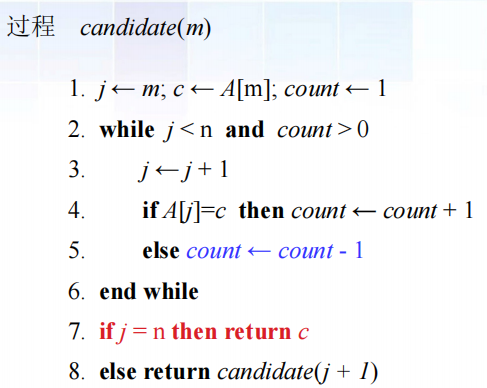 过程 candidate(m)
1. j ← m; c ← A[m]; count ← 1
2. while j < n and count > 0
3. j ← j + 1
4. if A[j]=c then count ← count + 1
5. else count ← count - 1
6. end while
7. if j = n then return c
8. else return candidate(j + 1)